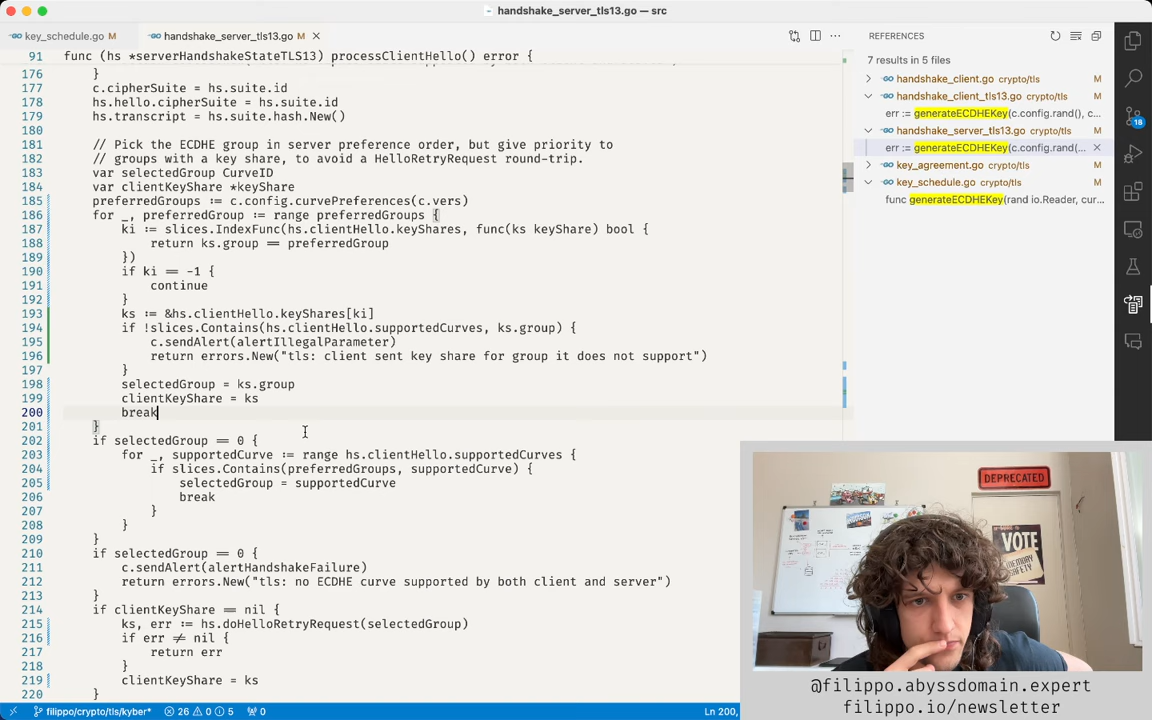 handshake_server_tls13.go — src
key_schedule.go M
handshake_server_tls13.go M
REFERENCES
91 func (hs *serverHandshakeStateTLS13) processClientHello() error {
7 results in 5 files
176 }
177 c.cipherSuite = hs.suite.id
178 hs.hello.cipherSuite = hs.suite.id
179 hs.transcript = hs.suite.hash.New()
180
181 // Pick the ECDHE group in server preference order, but give priority to
182 // groups with a key share, to avoid a HelloRetryRequest round-trip.
183 var selectedGroup CurveID
184 var clientKeyShare *keyShare
185 preferredGroups := c.config.curvePreferences(c.vers)
186 for _, preferredGroup := range preferredGroups {
187 ki := slices.IndexFunc(hs.clientHello.keyShares, func(ks keyShare) bool {
188 return ks.group == preferredGroup
189 })
190 if ki == -1 {
191 continue
192 }
193 ks := &hs.clientHello.keyShares[ki]
194 if !slices.Contains(hs.clientHello.supportedCurves, ks.group) {
195 c.sendAlert(alertIllegalParameter)
196 return errors.New("tls: client sent key share for group it does not support")
197 }
198 selectedGroup = ks.group
199 clientKeyShare = ks
200 break
201 }
202 if selectedGroup == 0 {
203 for _, supportedCurve := range hs.clientHello.supportedCurves {
204 if slices.Contains(preferredGroups, supportedCurve) {
205 selectedGroup = supportedCurve
206 break
207 }
208 }
209 }
210 if selectedGroup == 0 {
211 c.sendAlert(alertHandshakeFailure)
212 return errors.New("tls: no ECDHE curve supported by both client and server")
213 }
214 if clientKeyShare == nil {
215 ks, err := hs.doHelloRetryRequest(selectedGroup)
216 if err ≠ nil {
217 return err
218 }
219 clientKeyShare = ks
220 }
handshake_client.go crypto/tls M
handshake_client_tls13.go crypto/tls M
err := generateECDHEKey(c.config.rand(), c...
handshake_server_tls13.go crypto/tls M
err := generateECDHEKey(c.config.rand(...
key_agreement.go crypto/tls M
key_schedule.go crypto/tls M
func generateECDHEKey(rand io.Reader, cur...
18
DEPRECATED
VOTE
MEMORY
SAFETY
@filippo.abyssdomain.expert
filippo.io/newsletter
filippo/crypto/tls/kyber* 26 0 5 0 Ln 200,